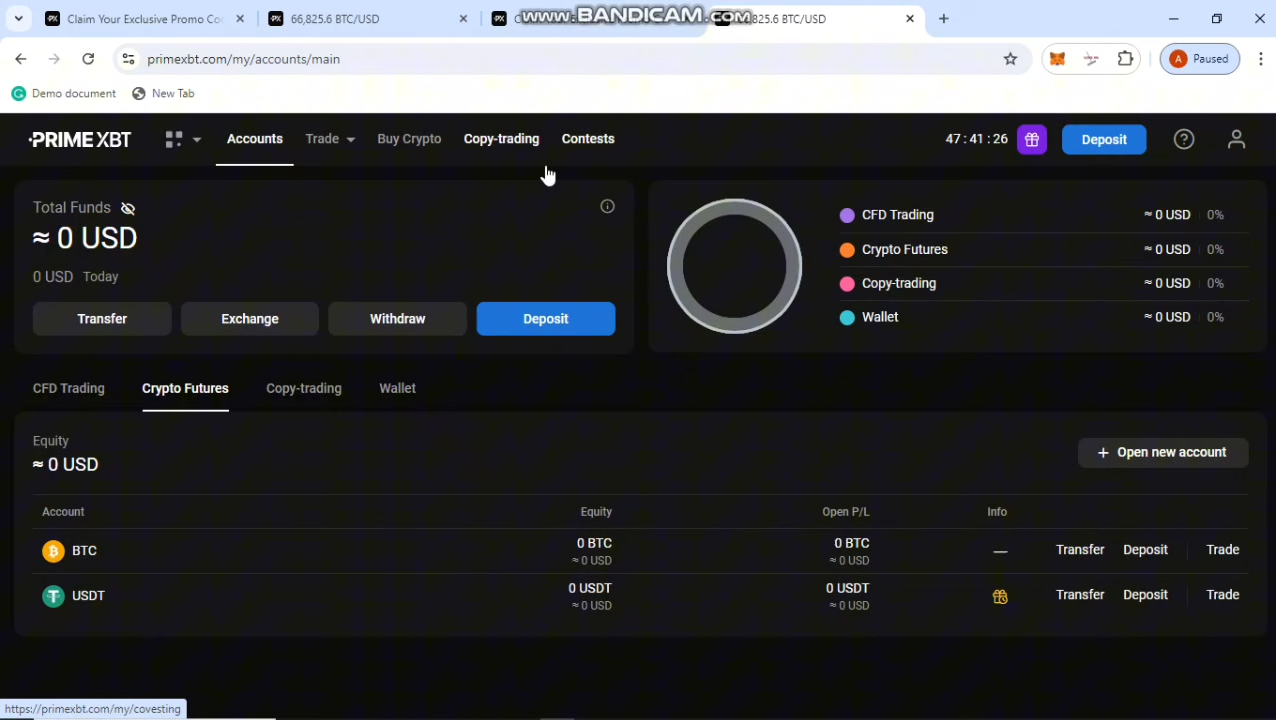 Claim Your Exclusive Promo Co
66,825.6 BTC/USD
www.BANDICAM.com
825.6 BTC/USD
primexbt.com/my/accounts/main
A Paused
Demo document
New Tab
PRIME XBT
Accounts
Trade
Buy Crypto
Copy-trading
Contests
47:41:26
Deposit
Total Funds
≈ 0 USD
0 USD Today
Transfer
Exchange
Withdraw
Deposit
CFD Trading ≈ 0 USD 0%
Crypto Futures ≈ 0 USD 0%
Copy-trading ≈ 0 USD 0%
Wallet ≈ 0 USD 0%
CFD Trading
Crypto Futures
Copy-trading
Wallet
Equity
≈ 0 USD
+ Open new account
Account Equity Open P/L Info
BTC 0 BTC 0 BTC — Transfer Deposit Trade
≈ 0 USD ≈ 0 USD
USDT 0 USDT 0 USDT Transfer Deposit Trade
≈ 0 USD ≈ 0 USD
https://primexbt.com/my/covesting